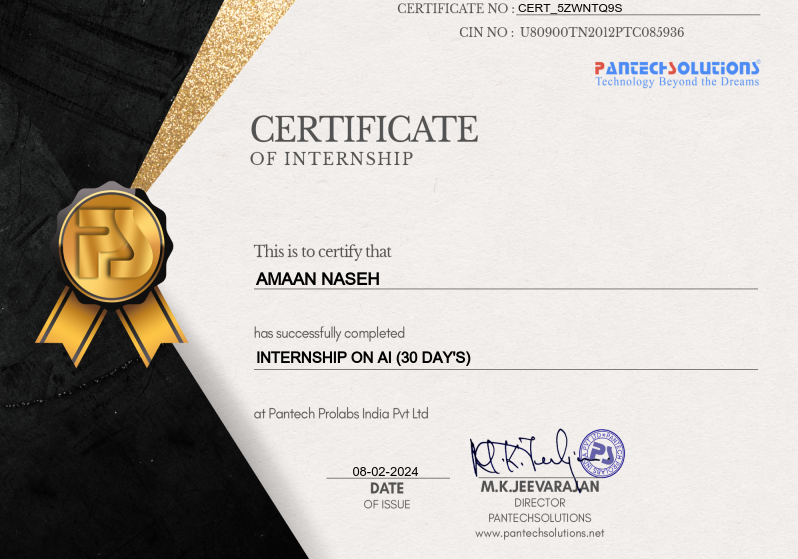 CERTIFICATE NO : CERT_5ZWNTQ9S
CIN NO : U80900TN2012PTC085936
PANTECHSOLUTIONS
Technology Beyond the Dreams
CERTIFICATE
OF INTERNSHIP
PS
This is to certify that
AMAAN NASEH
has successfully completed
INTERNSHIP ON AI (30 DAY'S)
at Pantech Prolabs India Pvt Ltd
08-02-2024
DATE
OF ISSUE
M.K.JEEVARAJAN
DIRECTOR
PANTECHSOLUTIONS
www.pantechsolutions.net